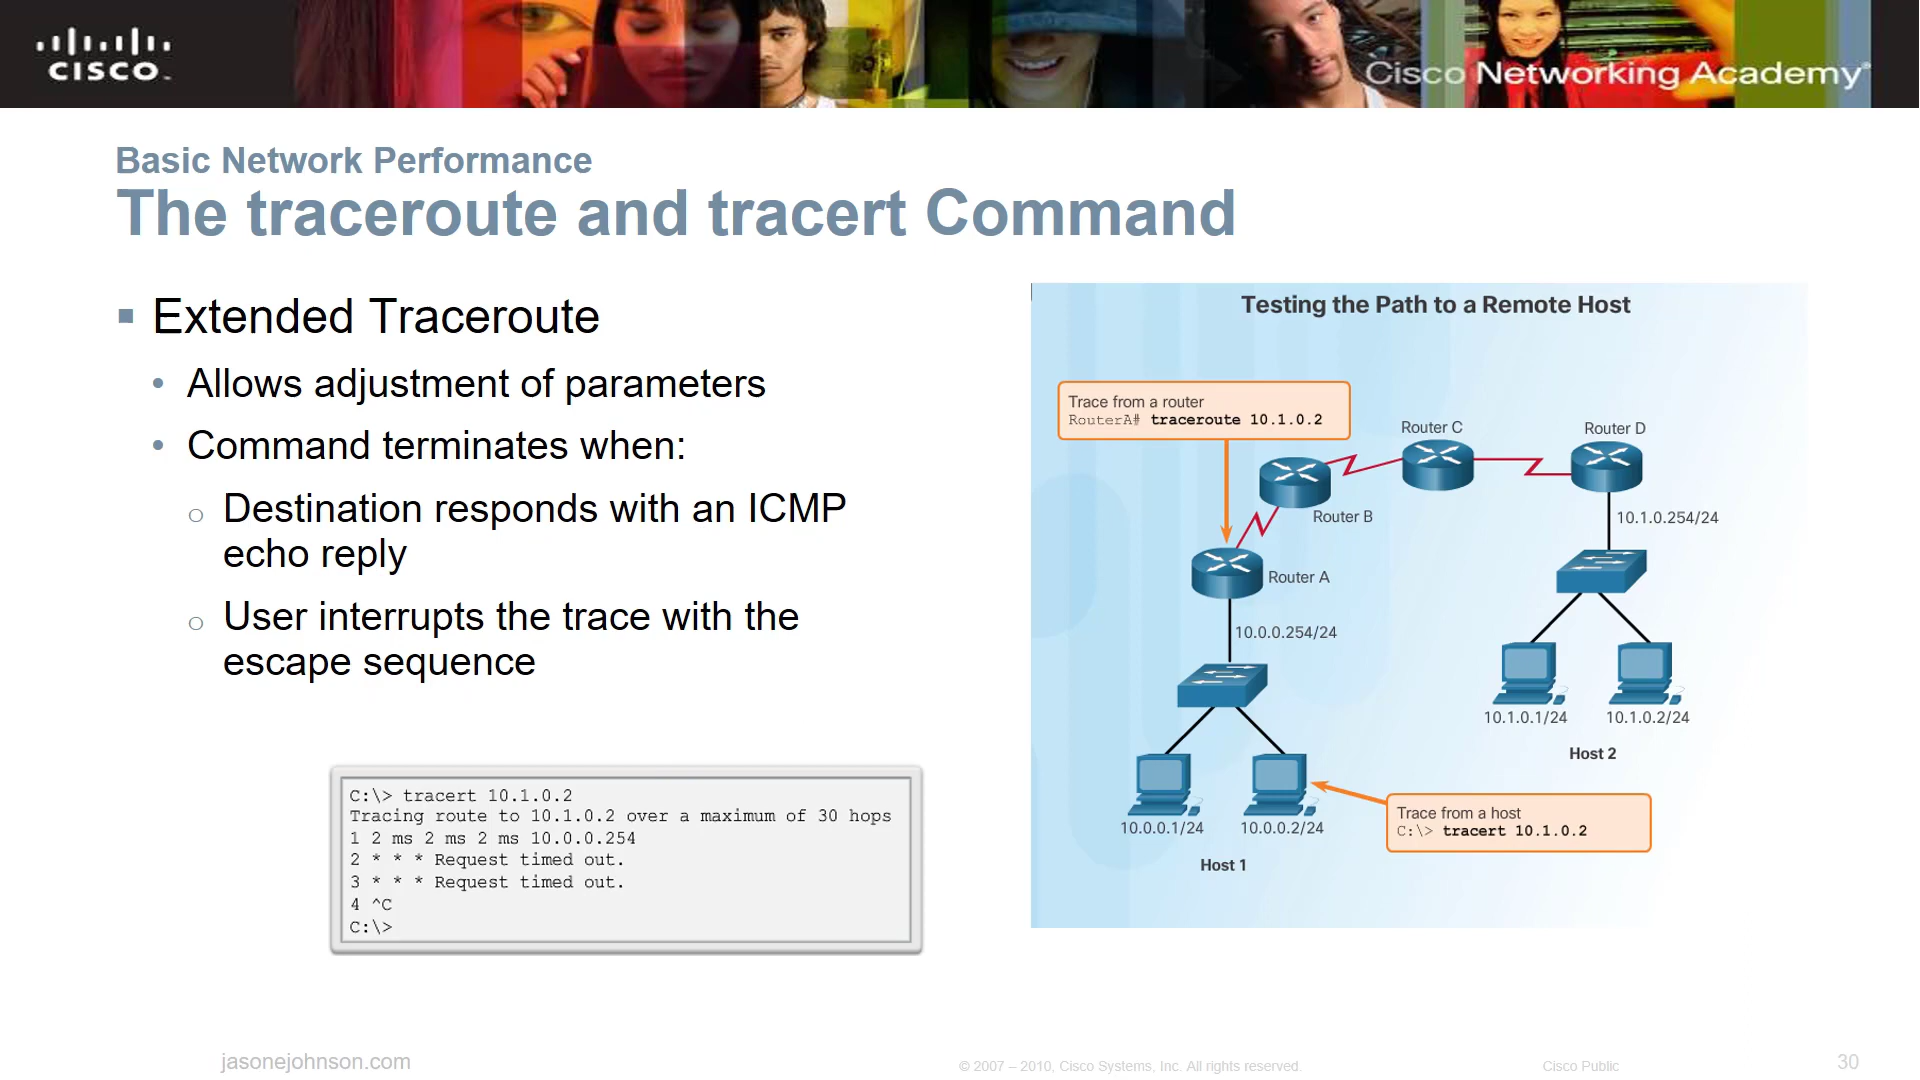 CISCO
Cisco Networking Academy®
Basic Network Performance
The traceroute and tracert Command
Extended Traceroute
Allows adjustment of parameters
Command terminates when:
Destination responds with an ICMP
echo reply
User interrupts the trace with the
escape sequence
C:\> tracert 10.1.0.2
Tracing route to 10.1.0.2 over a maximum of 30 hops
1 2 ms 2 ms 2 ms 10.0.0.254
2 * * * Request timed out.
3 * * * Request timed out.
4 ^C
C:\>
Testing the Path to a Remote Host
Trace from a router
RouterA# traceroute 10.1.0.2
Router C
Router D
Router B
10.1.0.254/24
Router A
10.0.0.254/24
10.1.0.1/24
10.1.0.2/24
Host 2
Trace from a host
C:\> tracert 10.1.0.2
10.0.0.1/24
10.0.0.2/24
Host 1
jasonejohnson.com
© 2007 – 2010, Cisco Systems, Inc. All rights reserved.
Cisco Public
30